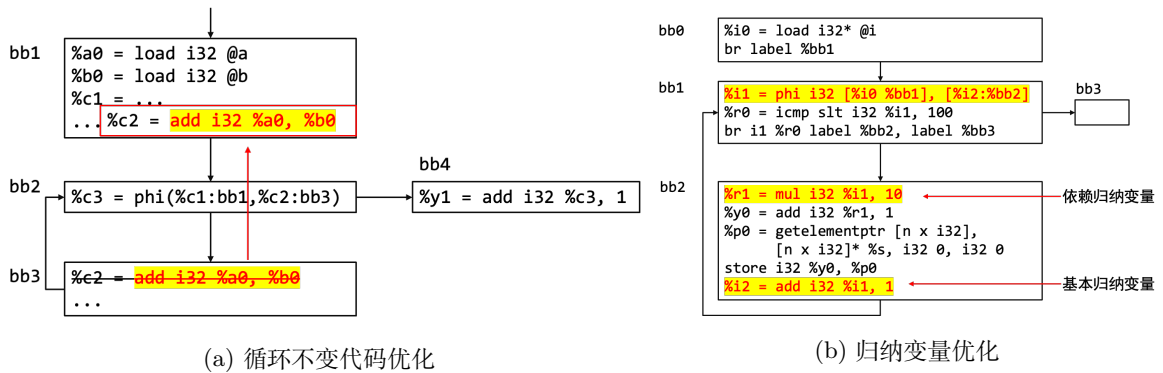 bb1
%a0 = load i32 @a
%b0 = load i32 @b
%c1 = ...
... %c2 = add i32 %a0, %b0
bb2
%c3 = phi(%c1:bb1,%c2:bb3)
bb4
%y1 = add i32 %c3, 1
bb3
%c2 = add i32 %a0, %b0
...
(a) 循环不变代码优化
bb0
%i0 = load i32* @i
br label %bb1
bb1
%i1 = phi i32 [%i0 %bb1], [%i2:%bb2]
%r0 = icmp slt i32 %i1, 100
br i1 %r0 label %bb2, label %bb3
bb3
bb2
%r1 = mul i32 %i1, 10
%y0 = add i32 %r1, 1
%p0 = getelementptr [n x i32],
[n x i32]* %s, i32 0, i32 0
store i32 %y0, %p0
%i2 = add i32 %i1, 1
依赖归纳变量
基本归纳变量
(b) 归纳变量优化